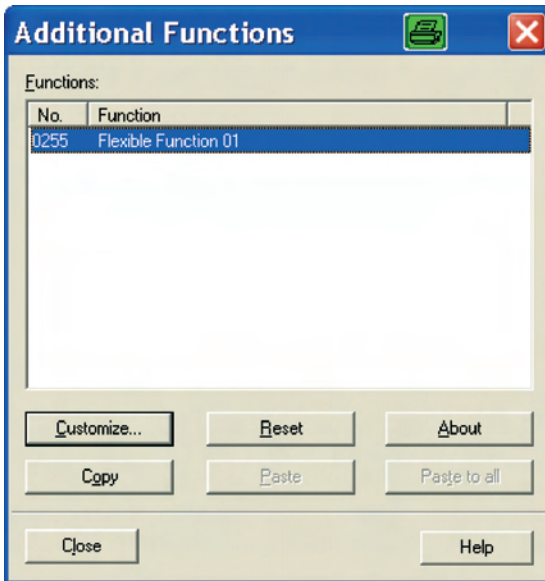 Additional Functions
Functions:
No. Function
0255 Flexible Function 01
Customize... Reset About
Copy Paste Paste to all
Close Help